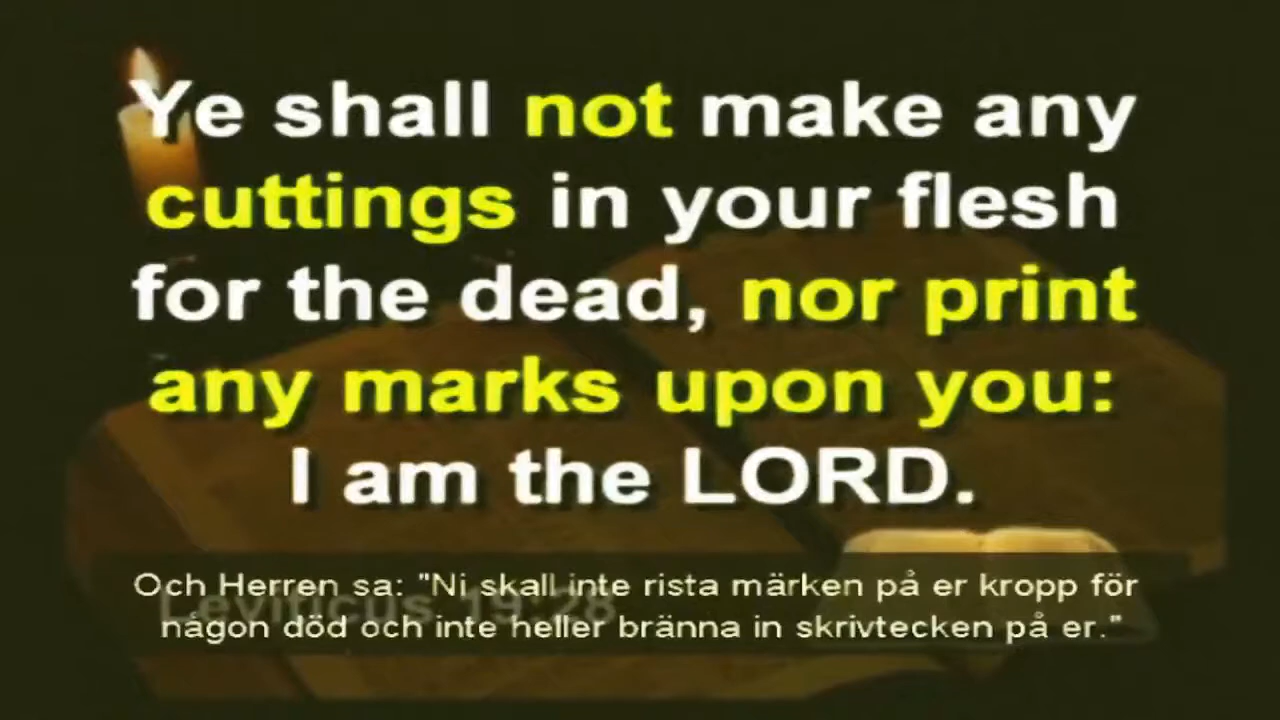 Ye shall not make any
cuttings in your flesh
for the dead, nor print
any marks upon you:
I am the LORD.
Leviticus 19:28
Och Herren sa: "Ni skall inte rista märken på er kropp för
någon död och inte heller bränna in skrivtecken på er."